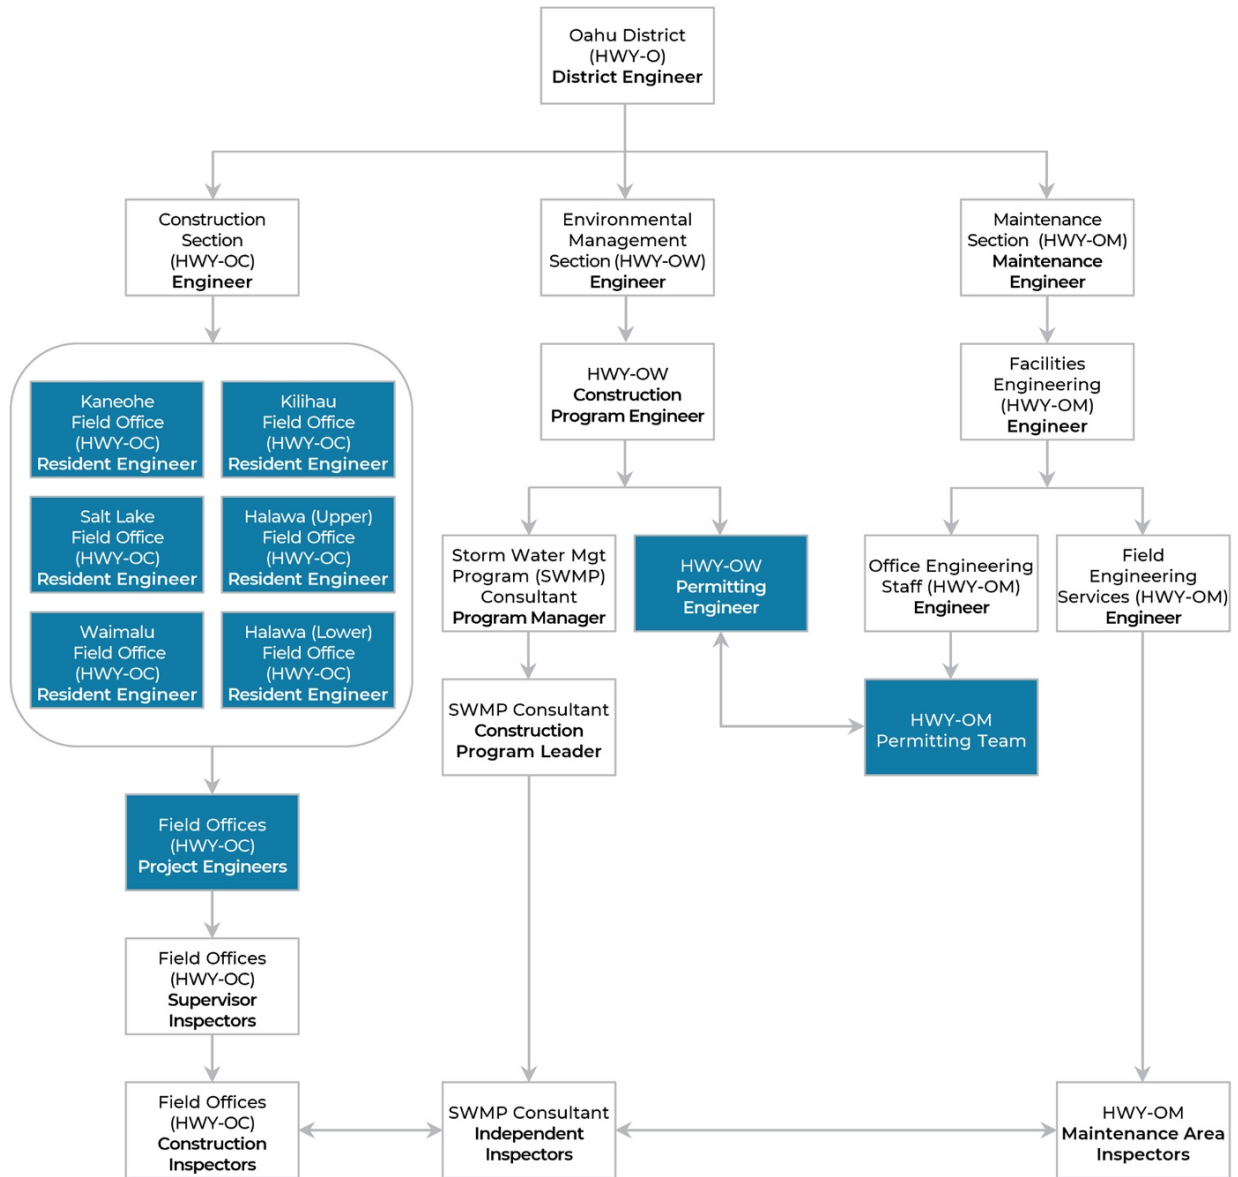 Oahu District
(HWY-O)
District Engineer
Construction
Section
(HWY-OC)
Engineer
Environmental
Management
Section (HWY-OW)
Engineer
Maintenance
Section (HWY-OM)
Maintenance
Engineer
Kaneohe
Field Office
(HWY-OC)
Resident Engineer
Kilihau
Field Office
(HWY-OC)
Resident Engineer
Salt Lake
Field Office
(HWY-OC)
Resident Engineer
Halawa (Upper)
Field Office
(HWY-OC)
Resident Engineer
Waimalu
Field Office
(HWY-OC)
Resident Engineer
Halawa (Lower)
Field Office
(HWY-OC)
Resident Engineer
HWY-OW
Construction
Program Engineer
Facilities
Engineering
(HWY-OM)
Engineer
Storm Water Mgt
Program (SWMP)
Consultant
Program Manager
HWY-OW
Permitting
Engineer
Office Engineering
Staff (HWY-OM)
Engineer
Field
Engineering
Services (HWY-OM)
Engineer
SWMP Consultant
Construction
Program Leader
HWY-OM
Permitting Team
Field Offices
(HWY-OC)
Project Engineers
Field Offices
(HWY-OC)
Supervisor
Inspectors
Field Offices
(HWY-OC)
Construction
Inspectors
SWMP Consultant
Independent
Inspectors
HWY-OM
Maintenance Area
Inspectors